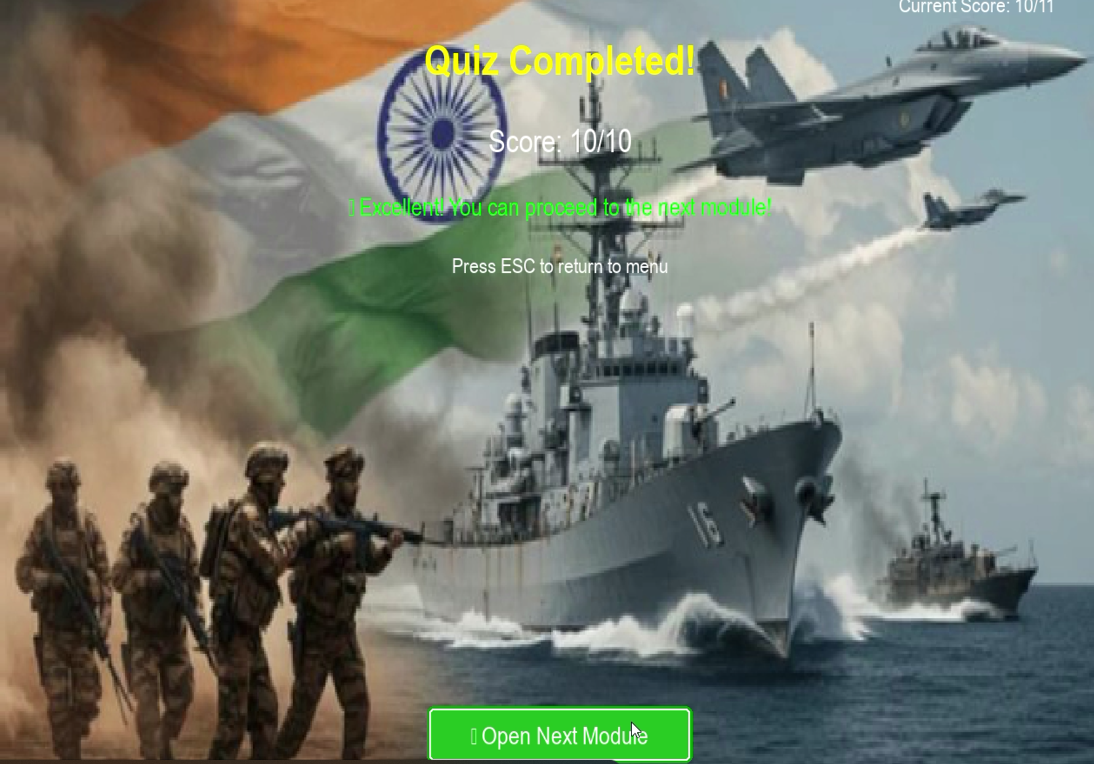 Current Score: 10/11
Quiz Completed!
Score: 10/10
▯ Excellent! You can proceed to the next module!
Press ESC to return to menu
16
▯ Open Next Module